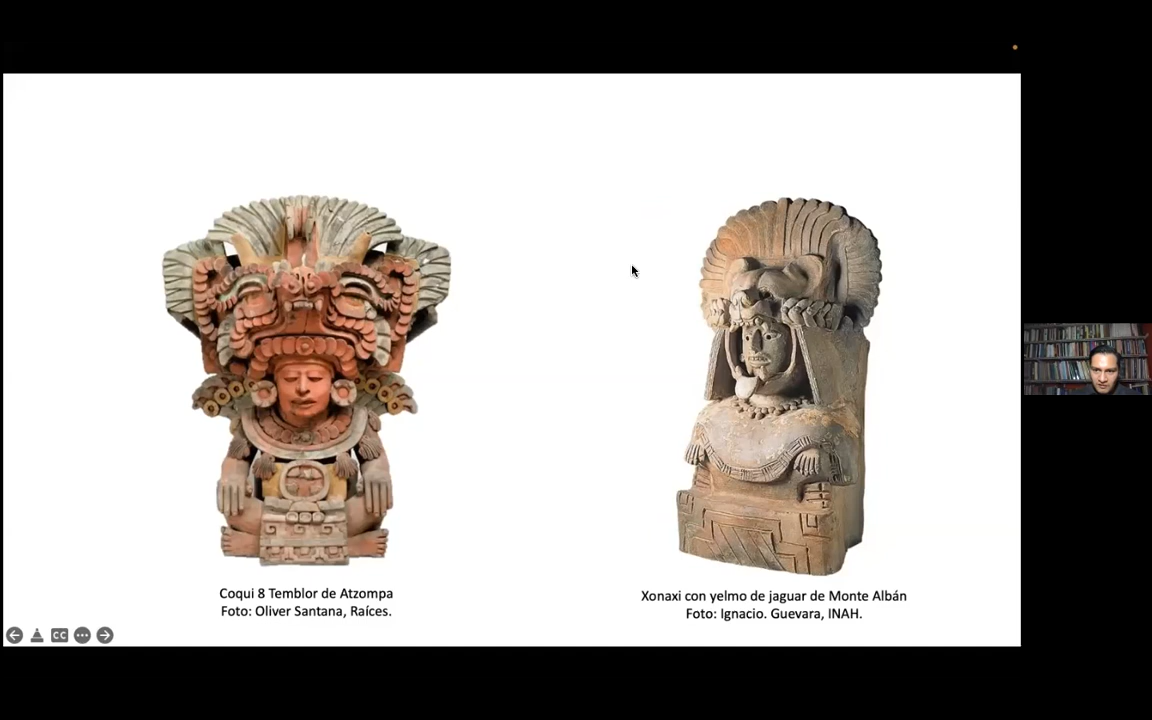 Coqui 8 Temblor de Atzompa
Foto: Oliver Santana, Raíces.
Xonaxi con yelmo de jaguar de Monte Albán
Foto: Ignacio. Guevara, INAH.
CC